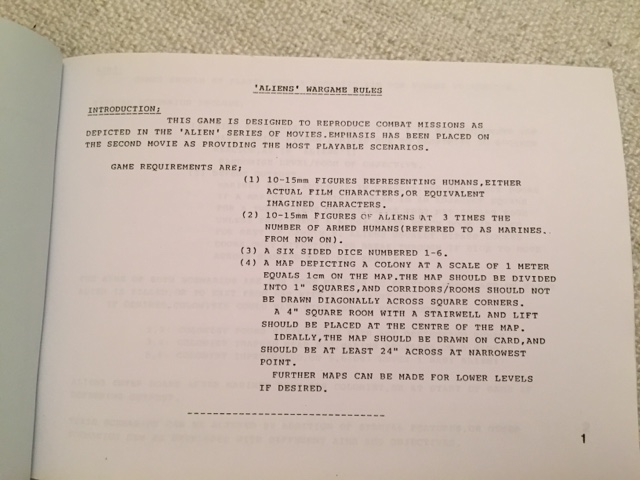 'ALIENS' WARGAME RULES
INTRODUCTION;
THIS GAME IS DESIGNED TO REPRODUCE COMBAT MISSIONS AS
DEPICTED IN THE 'ALIEN' SERIES OF MOVIES.EMPHASIS HAS BEEN PLACED ON
THE SECOND MOVIE AS PROVIDING THE MOST PLAYABLE SCENARIOS.
GAME REQUIREMENTS ARE;
(1) 10-15mm FIGURES REPRESENTING HUMANS,EITHER
ACTUAL FILM CHARACTERS,OR EQUIVALENT
IMAGINED CHARACTERS.
(2) 10-15mm FIGURES OF ALIENS AT 3 TIMES THE
NUMBER OF ARMED HUMANS(REFERRED TO AS MARINES.
FROM NOW ON).
(3) A SIX SIDED DICE NUMBERED 1-6.
(4) A MAP DEPICTING A COLONY AT A SCALE OF 1 METER
EQUALS 1cm ON THE MAP.THE MAP SHOULD BE DIVIDED
INTO 1" SQUARES,AND CORRIDORS/ROOMS SHOULD NOT
BE DRAWN DIAGONALLY ACROSS SQUARE CORNERS.
A 4" SQUARE ROOM WITH A STAIRWELL AND LIFT
SHOULD BE PLACED AT THE CENTRE OF THE MAP.
IDEALLY,THE MAP SHOULD BE DRAWN ON CARD,AND
SHOULD BE AT LEAST 24" ACROSS AT NARROWEST
POINT.
FURTHER MAPS CAN BE MADE FOR LOWER LEVELS
IF DESIRED.
-------------------------------
1